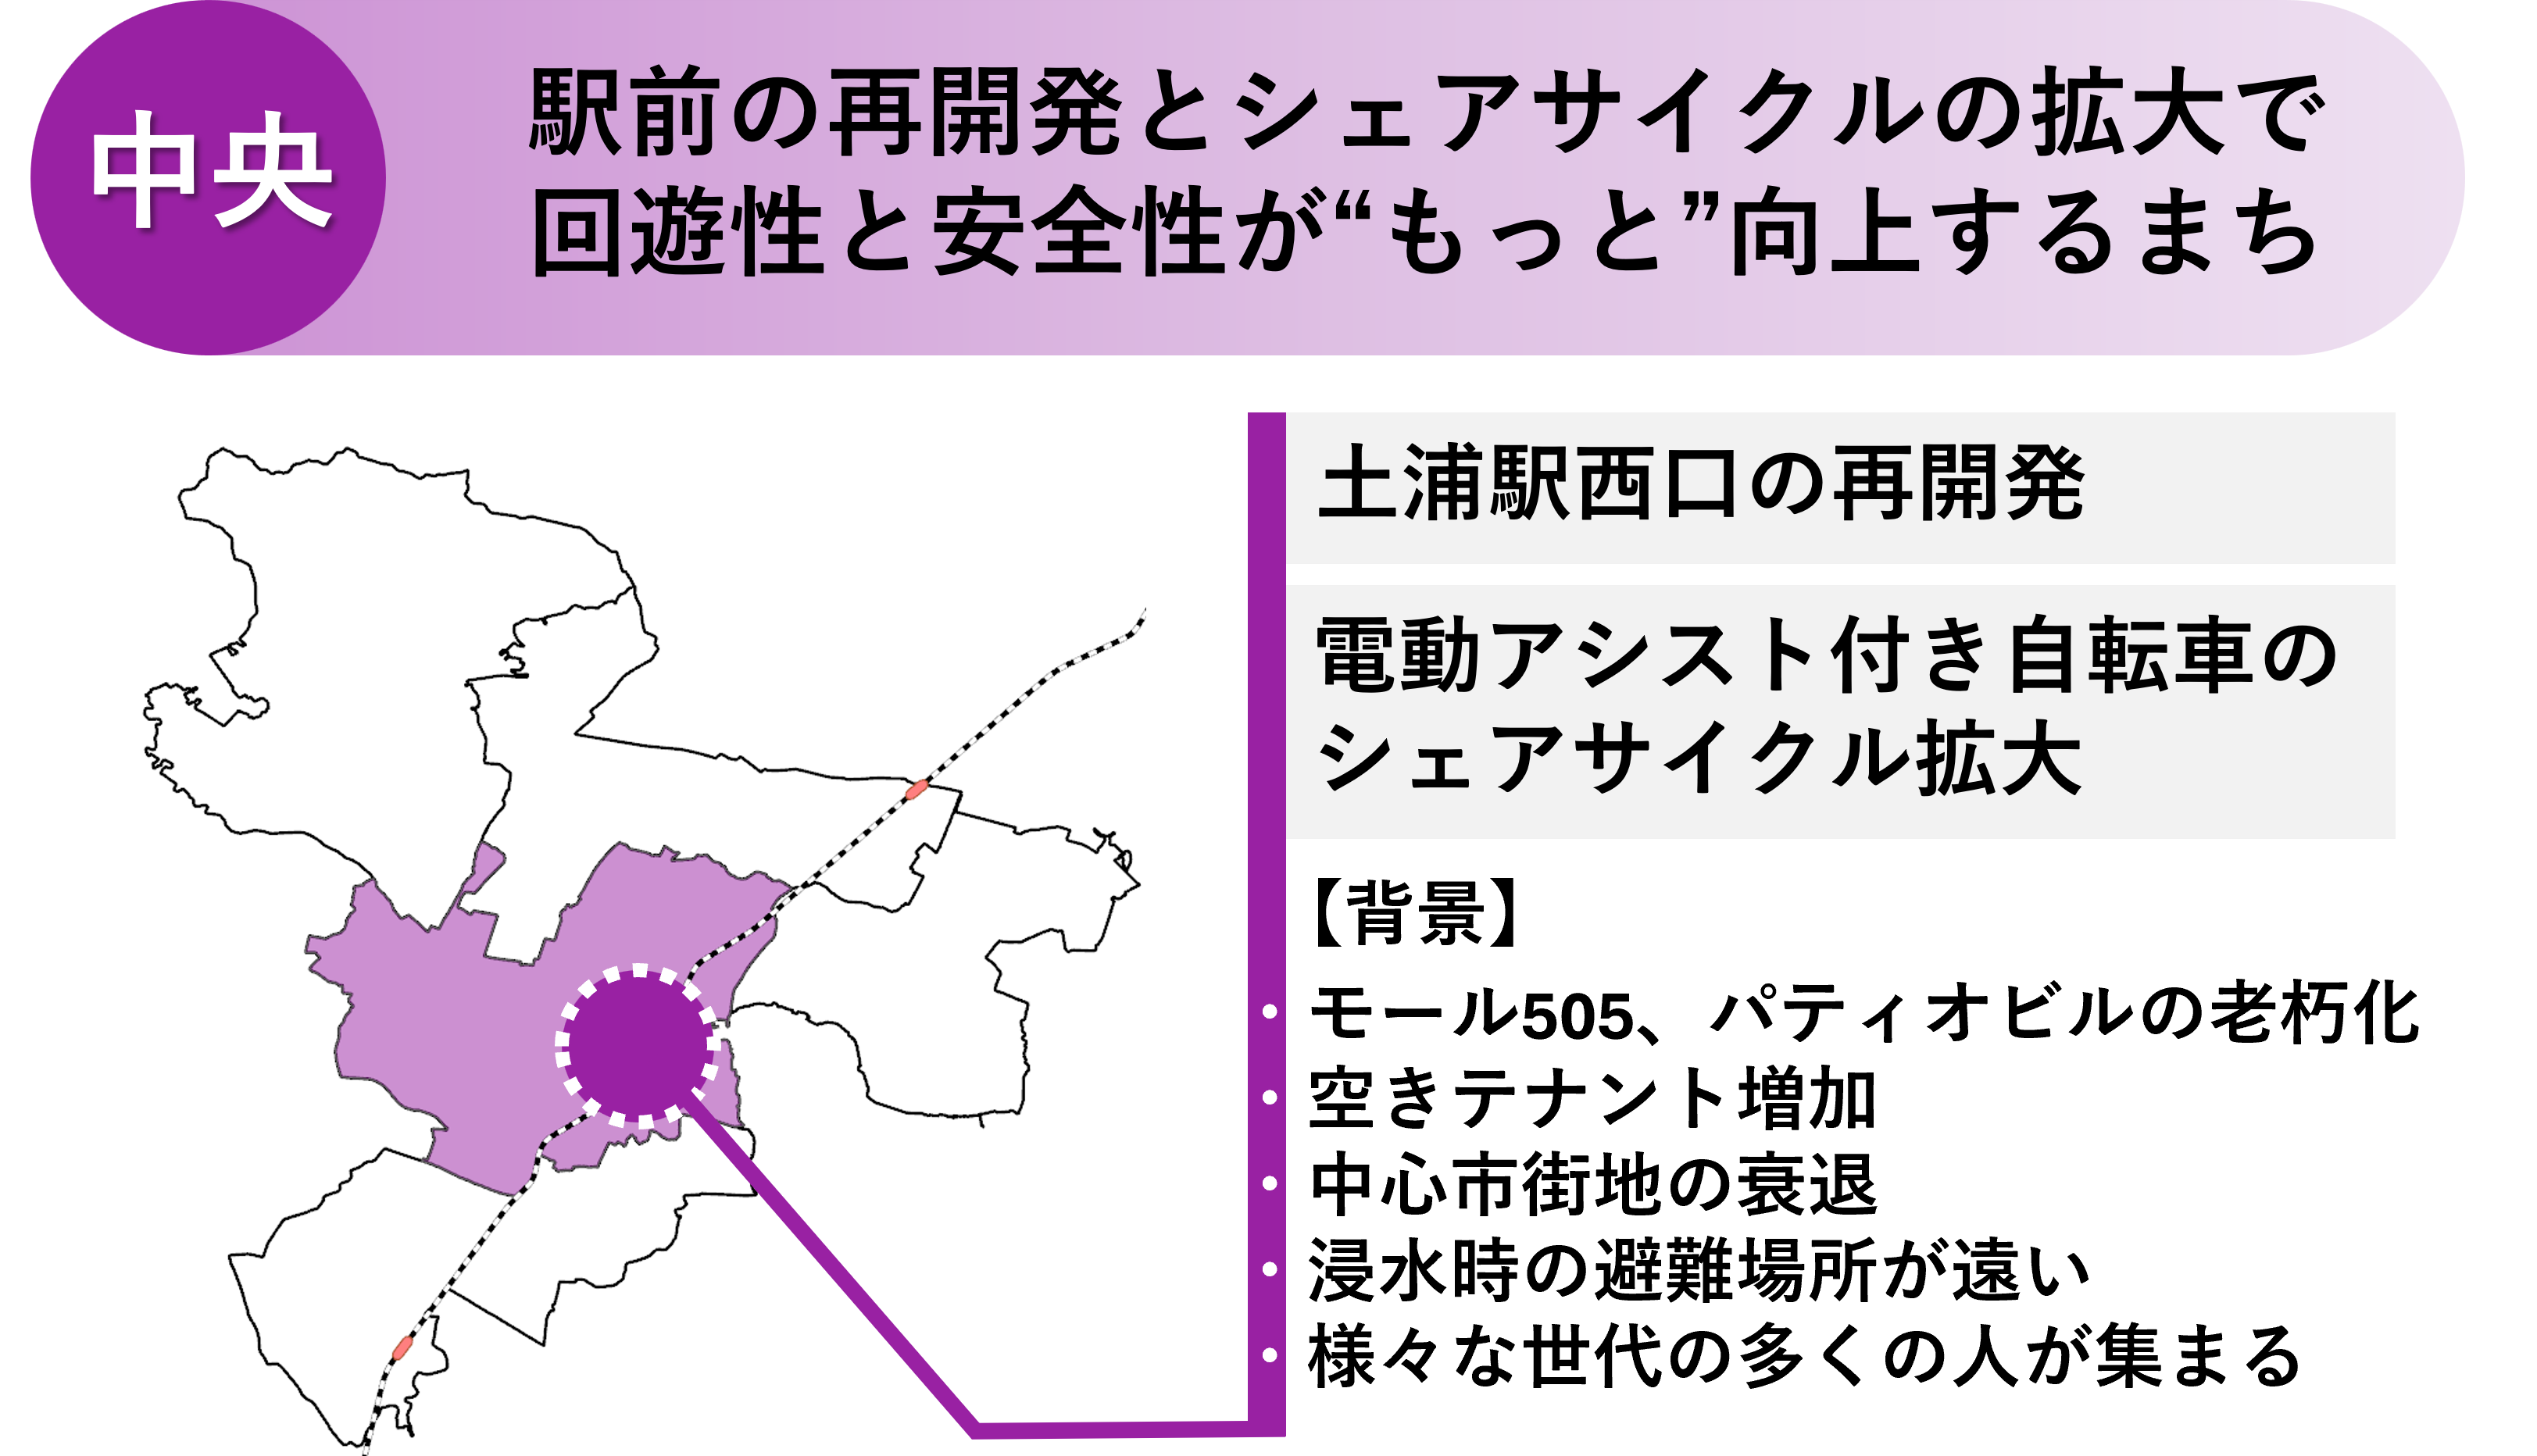 中央
駅前の再開発とシェアサイクルの拡大で
回遊性と安全性が“もっと”向上するまち
土浦駅西口の再開発
電動アシスト付き自転車の
シェアサイクル拡大
【背景】
・モール505、パティオビルの老朽化
・空きテナント増加
・中心市街地の衰退
・浸水時の避難場所が遠い
・様々な世代の多くの人が集まる